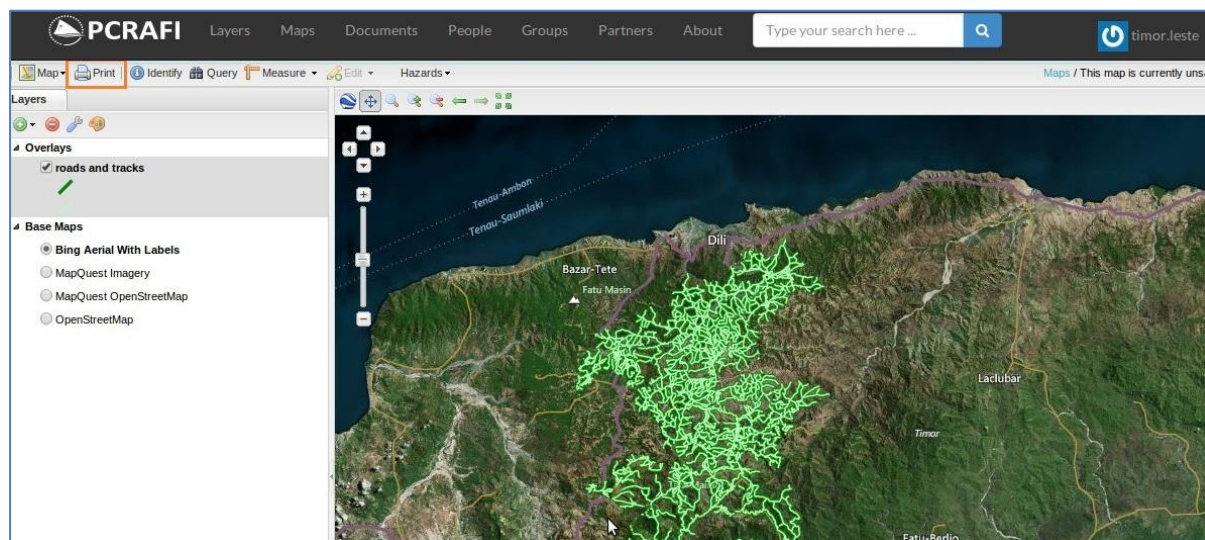 PCRAFI Layers Maps Documents People Groups Partners About Type your search here ... timor.leste
Map Print Identify Query Measure Edit Hazards Maps / This map is currently unsa
Layers
Overlays
roads and tracks
Base Maps
Bing Aerial With Labels
MapQuest Imagery
MapQuest OpenStreetMap
OpenStreetMap
Tenau-Ambon
Tenau-Saumlaki
Dili
Bazar-Tete
Fatu Masin
Laclubar
Timor
Fatu-Berlio